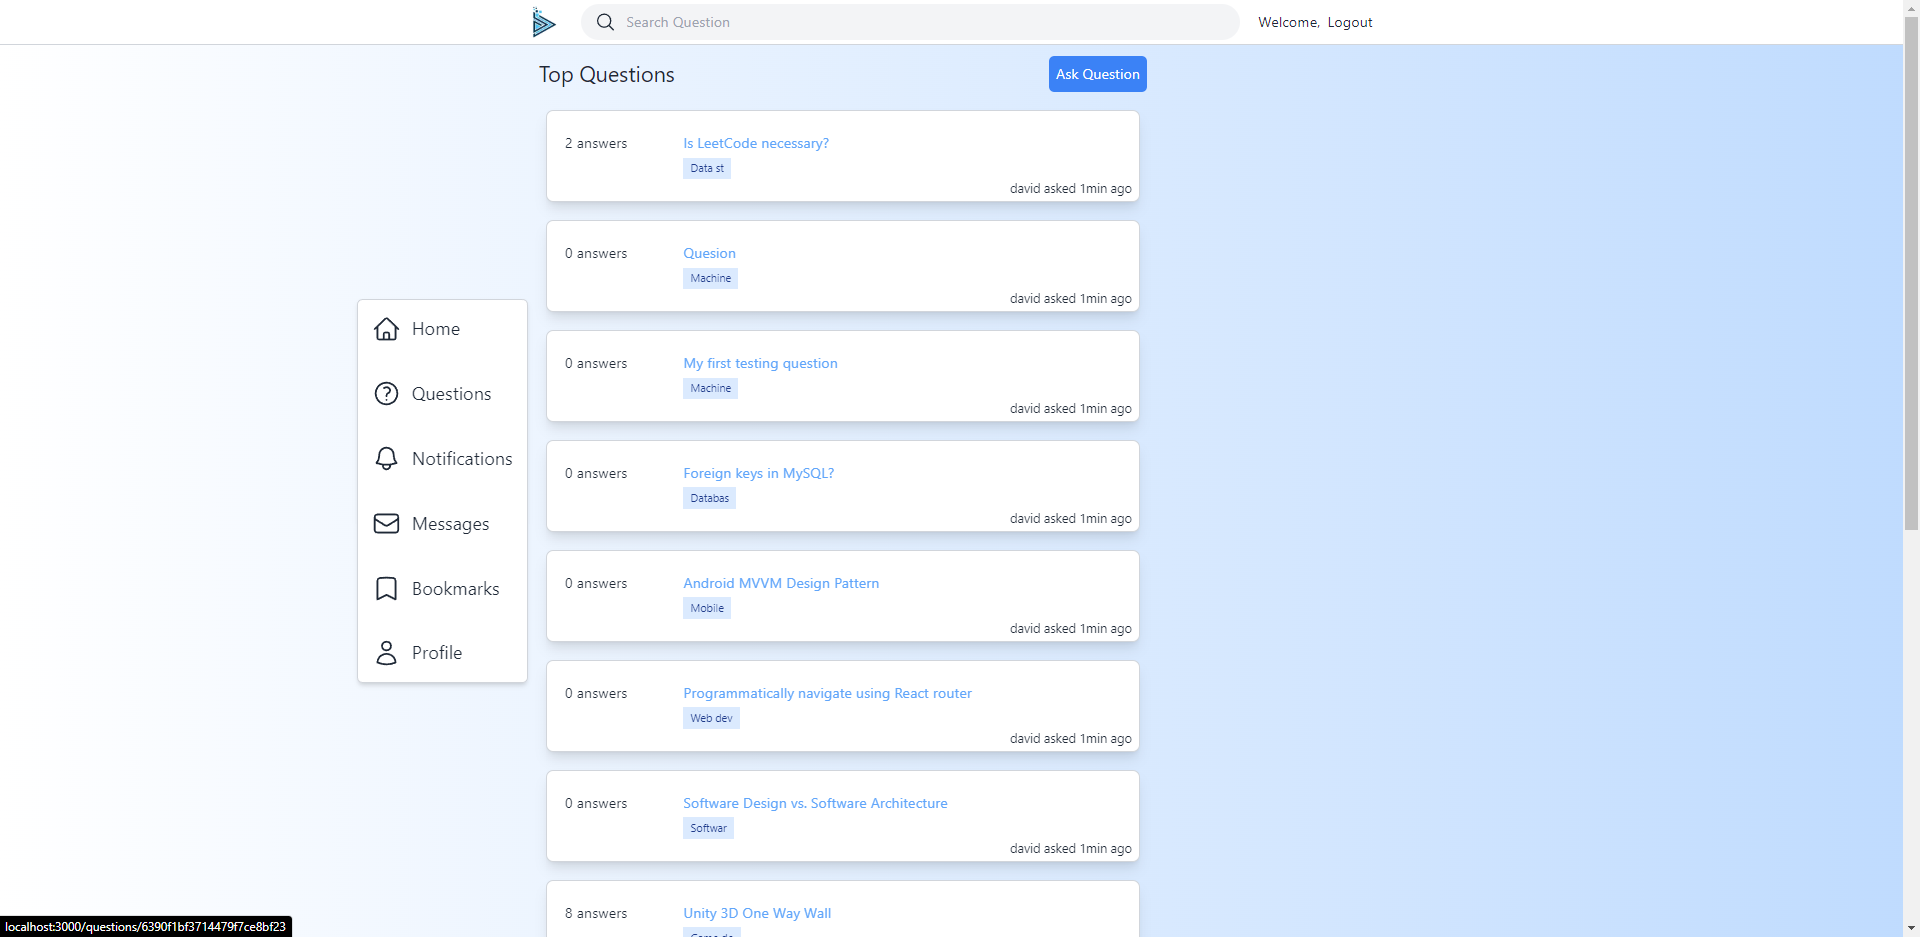 Search Question
Welcome, Logout
Top Questions
Ask Question
2 answers
Is LeetCode necessary?
Data st
david asked 1min ago
0 answers
Quesion
Machine
david asked 1min ago
0 answers
My first testing question
Machine
david asked 1min ago
0 answers
Foreign keys in MySQL?
Databas
david asked 1min ago
0 answers
Android MVVM Design Pattern
Mobile
david asked 1min ago
0 answers
Programmatically navigate using React router
Web dev
david asked 1min ago
0 answers
Software Design vs. Software Architecture
Softwar
david asked 1min ago
8 answers
Unity 3D One Way Wall
Home
Questions
Notifications
Messages
Bookmarks
Profile
localhost:3000/questions/6390f1bf3714479f7ce8bf23